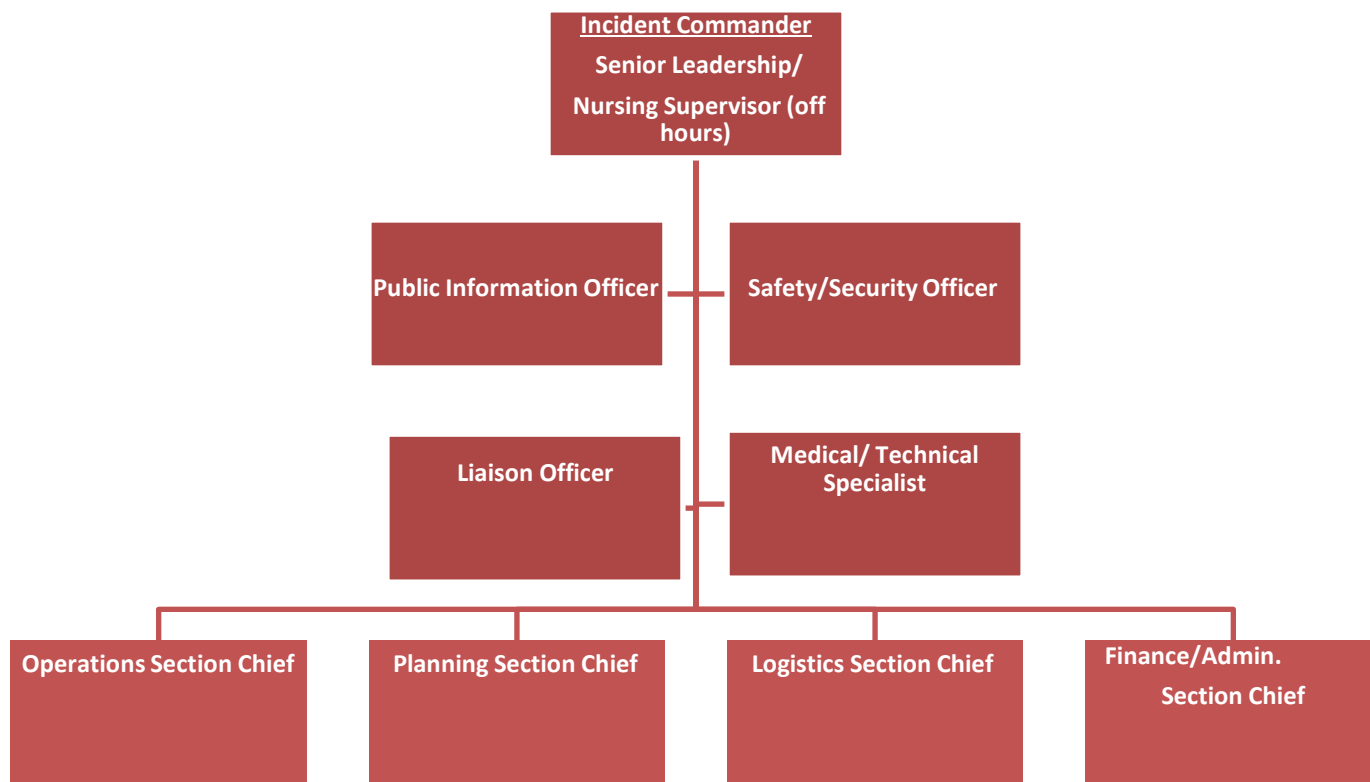 Incident Commander
Senior Leadership/
Nursing Supervisor (off
hours)
Public Information Officer
Safety/Security Officer
Liaison Officer
Medical/ Technical
Specialist
Operations Section Chief
Planning Section Chief
Logistics Section Chief
Finance/Admin.
Section Chief